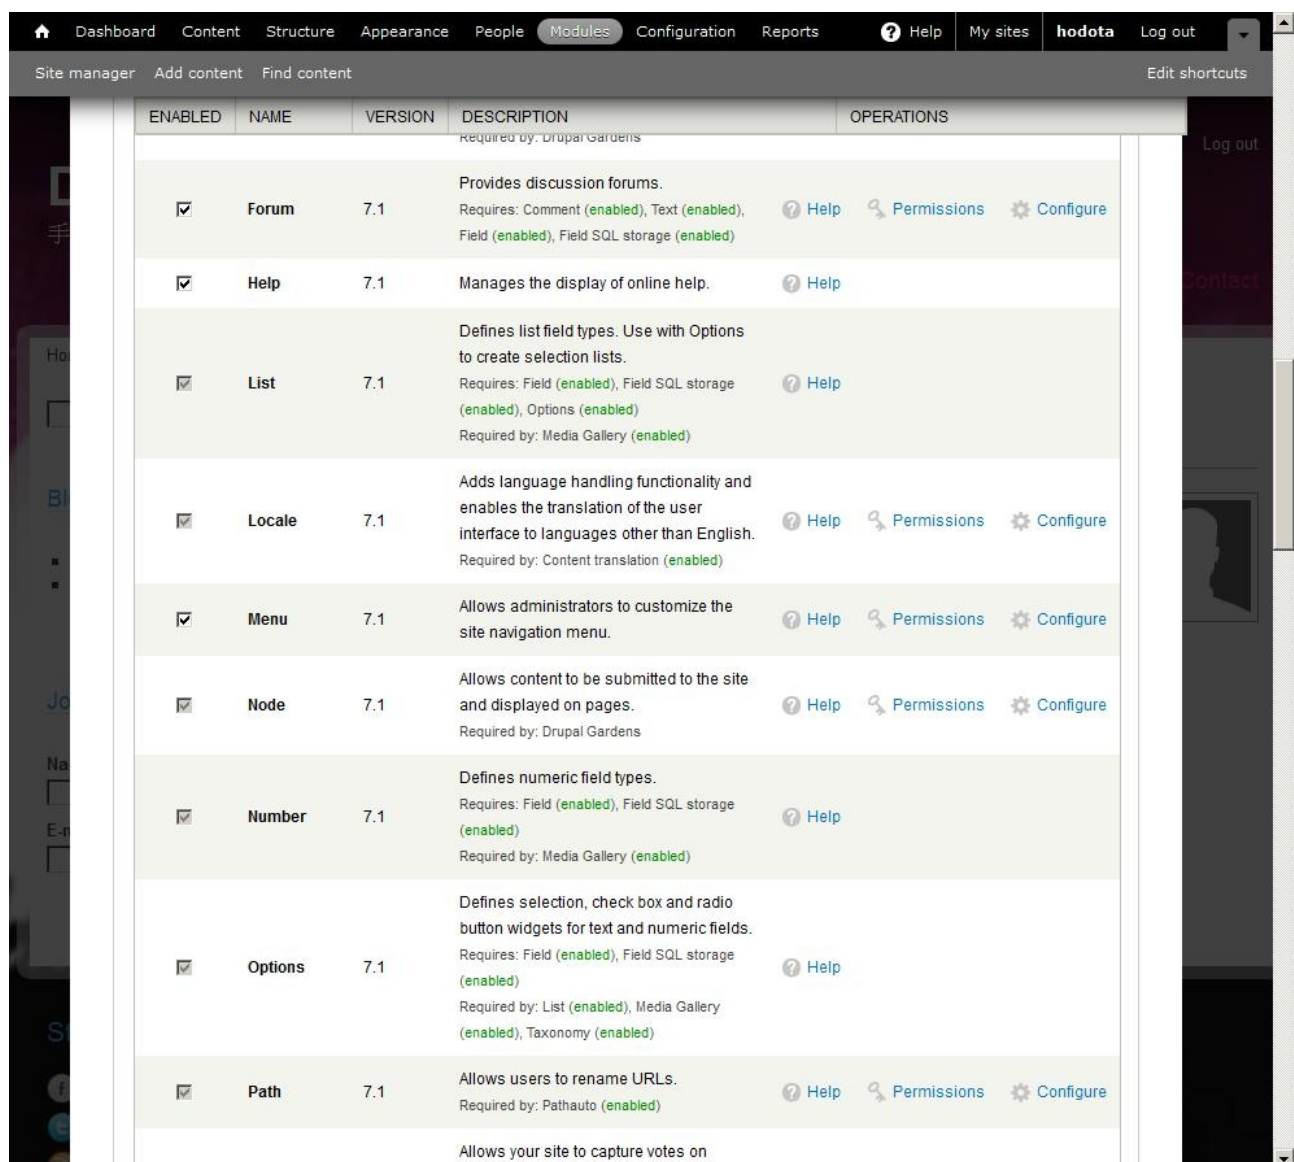 Dashboard Content Structure Appearance People Modules Configuration Reports Help My sites hodota Log out
Site manager Add content Find content Edit shortcuts
ENABLED NAME VERSION DESCRIPTION OPERATIONS
Required by: Drupal Gardens
Log out
手
Contact
Provides discussion forums.
Forum 7.1 Requires: Comment (enabled), Text (enabled), Help Permissions Configure
Field (enabled), Field SQL storage (enabled)
Help 7.1 Manages the display of online help. Help
Defines list field types. Use with Options
to create selection lists.
List 7.1 Requires: Field (enabled), Field SQL storage Help
(enabled), Options (enabled)
Required by: Media Gallery (enabled)
Adds language handling functionality and
enables the translation of the user
Locale 7.1 interface to languages other than English. Help Permissions Configure
Required by: Content translation (enabled)
Allows administrators to customize the
Menu 7.1 site navigation menu. Help Permissions Configure
Allows content to be submitted to the site
Node 7.1 and displayed on pages. Help Permissions Configure
Required by: Drupal Gardens
Defines numeric field types.
Requires: Field (enabled), Field SQL storage
Number 7.1 (enabled) Help
Required by: Media Gallery (enabled)
Defines selection, check box and radio
button widgets for text and numeric fields.
Requires: Field (enabled), Field SQL storage
Options 7.1 (enabled) Help
Required by: List (enabled), Media Gallery
(enabled), Taxonomy (enabled)
Allows users to rename URLs.
Path 7.1 Required by: Pathauto (enabled) Help Permissions Configure
Allows your site to capture votes on